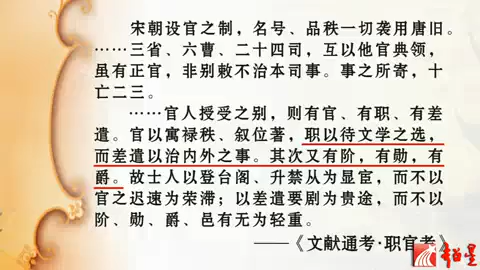 宋朝设官之制，名号、品秩一切袭用唐旧。
……三省、六曹、二十四司，互以他官典领，
虽有正官，非别敕不治本司事。事之所寄，十
亡二三。
……官人授受之别，则有官、有职、有差
遣。官以寓禄秩、叙位著，职以待文学之选，
而差遣以治内外之事。其次又有阶，有勋，有
爵。故士人以登台阁、升禁从为显宦，而不以
官之迟速为荣滞；以差遣要剧为贵途，而不以
阶、勋、爵、邑有无为轻重。
——《文献通考·职官考》
超星